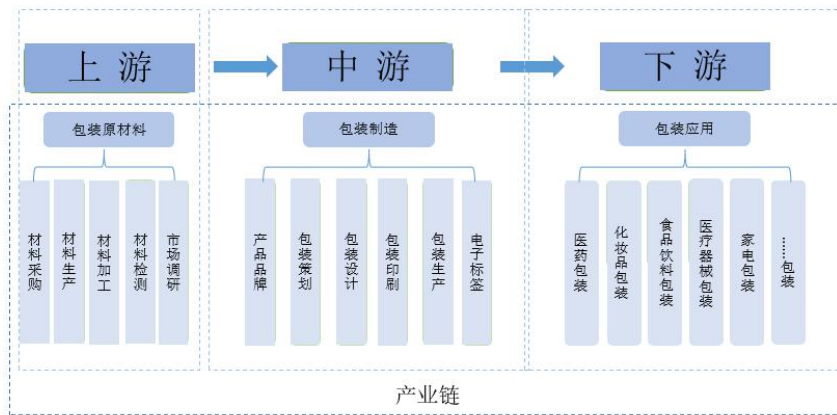 上 游
中 游
下 游
包装原材料
包装制造
包装应用
材料采购
材料生产
材料加工
材料检测
市场调研
产品品牌
包装策划
包装设计
包装印刷
包装生产
电子标签
医药包装
化妆品包装
食品饮料包装
医疗器械包装
家电包装
......包装
产业链